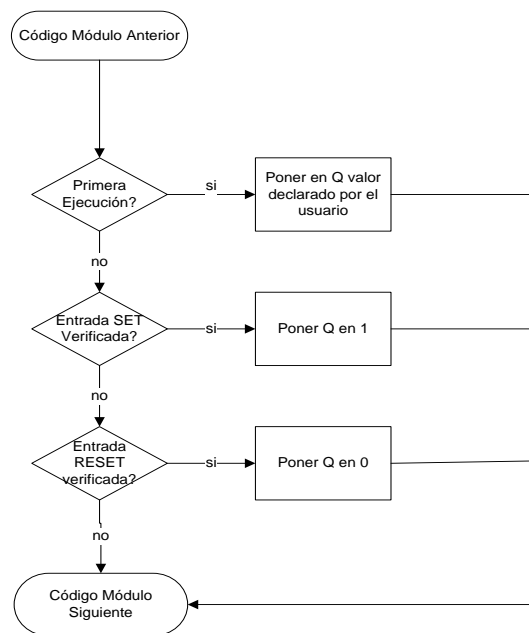 Código Módulo Anterior
Primera
Ejecución?
si
Poner en Q valor
declarado por el
usuario
no
Entrada SET
Verificada?
si
Poner Q en 1
no
Entrada
RESET
verificada?
si
Poner Q en 0
no
Código Módulo
Siguiente